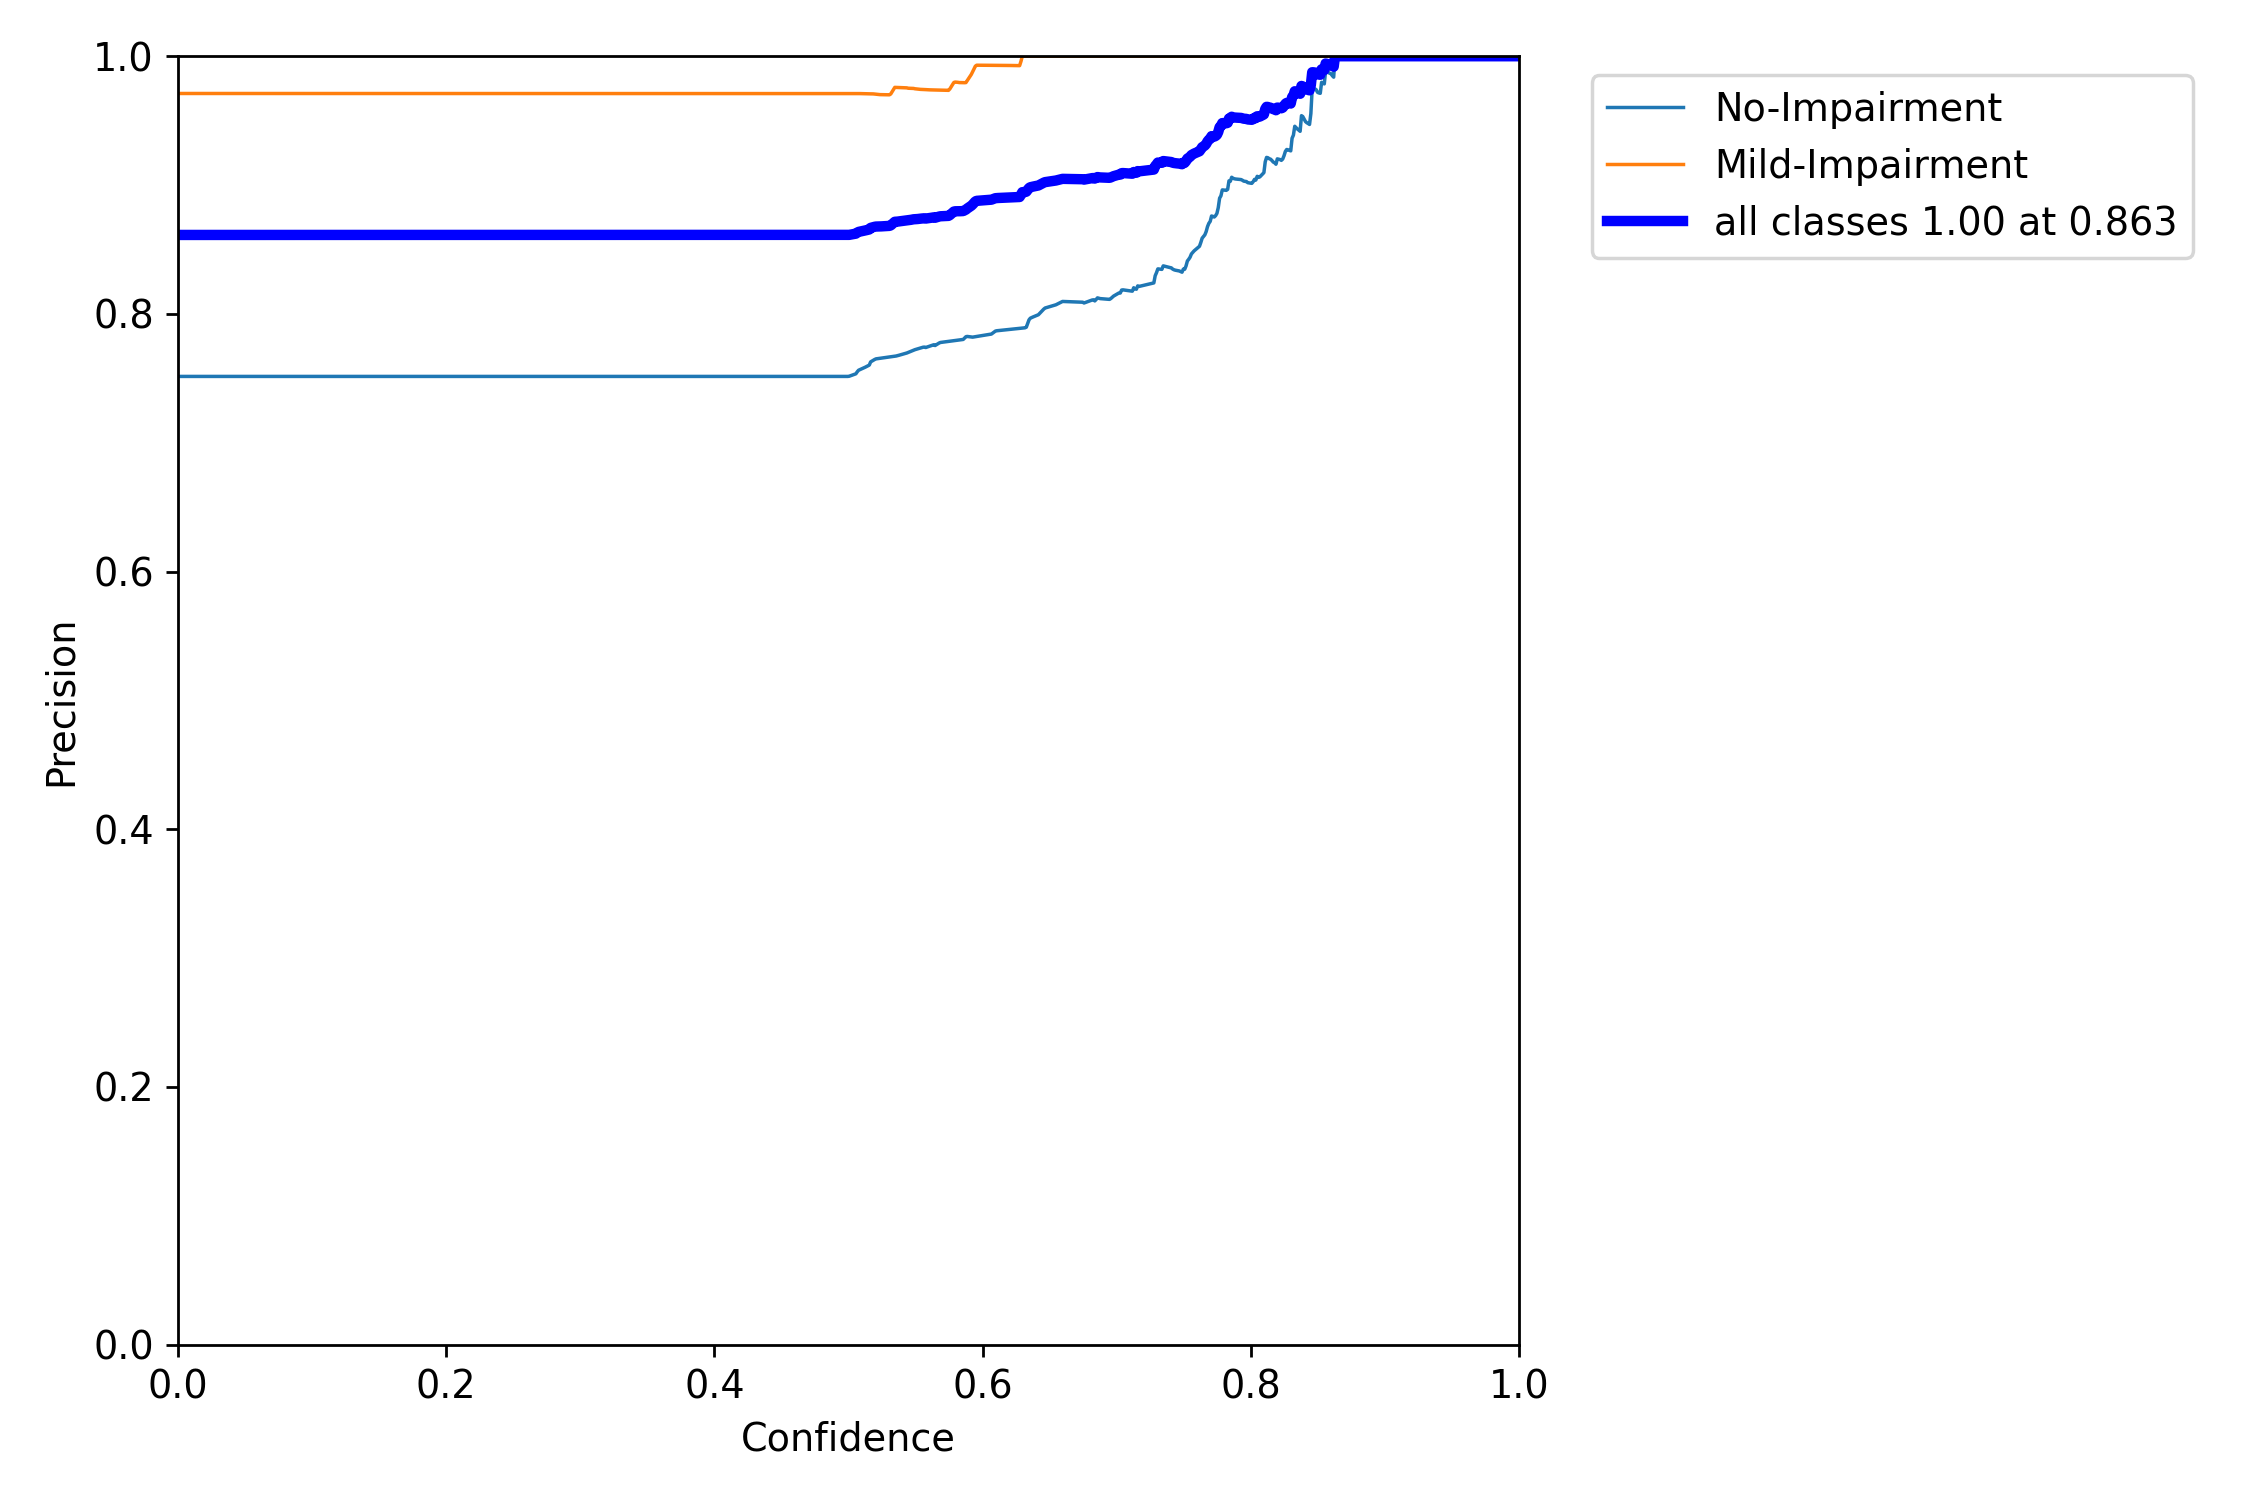 1.0
0.8
0.6
0.4
0.2
0.0
Precision
0.0 0.2 0.4 0.6 0.8 1.0
Confidence
No-Impairment
Mild-Impairment
all classes 1.00 at 0.863